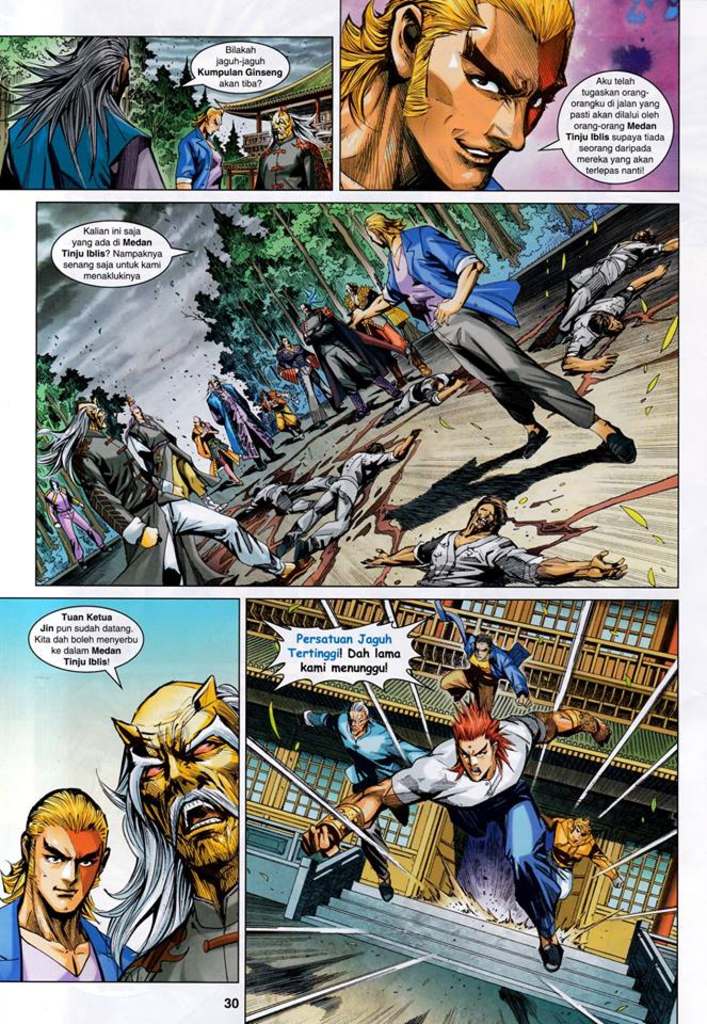 Bilakah
jaguh-jaguh
Kumpulan Ginseng
akan tiba?
Aku telah
tugaskan orang-
orangku di jalan yang
pasti akan dilalui oleh
orang-orang Medan
Tinju Iblis supaya tiada
seorang daripada
mereka yang akan
terlepas nanti!
Kalian ini saja
yang ada di Medan
Tinju Iblis? Nampaknya
senang saja untuk kami
menaklukinya
Tuan Ketua
Jin pun sudah datang.
Kita dah boleh menyerbu
ke dalam Medan
Tinju Iblis!
Persatuan Jaguh
Tertinggi! Dah lama
kami menunggu!
30